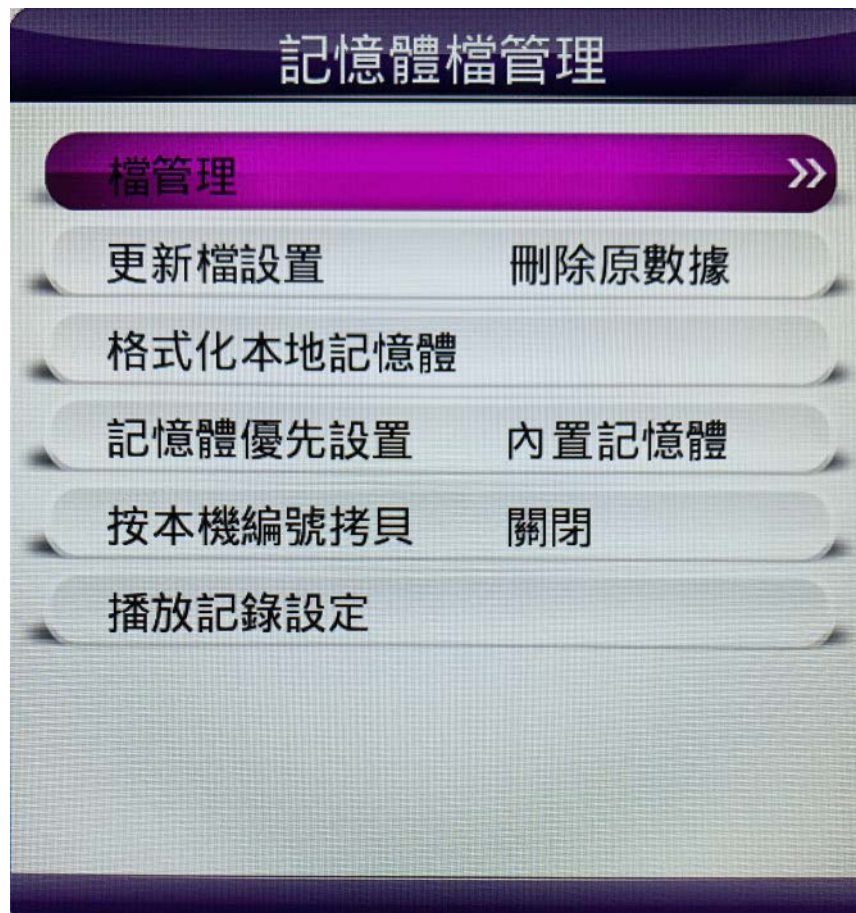 記憶體檔管理
檔管理 »
更新檔設置 刪除原數據
格式化本地記憶體
記憶體優先設置 內置記憶體
按本機編號拷貝 關閉
播放記錄設定